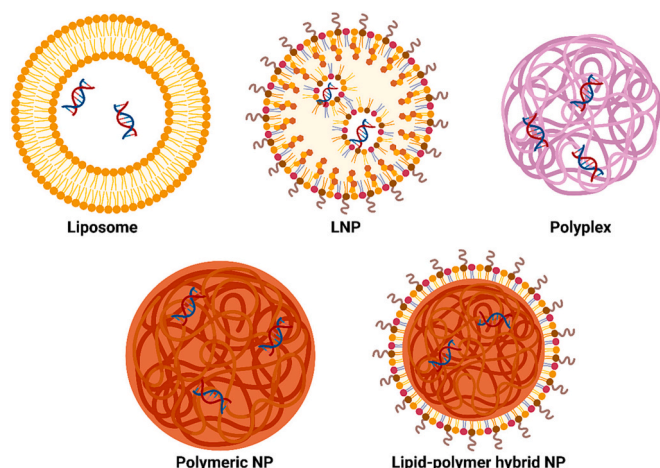 Liposome
LNP
Polyplex
Polymeric NP
Lipid-polymer hybrid NP